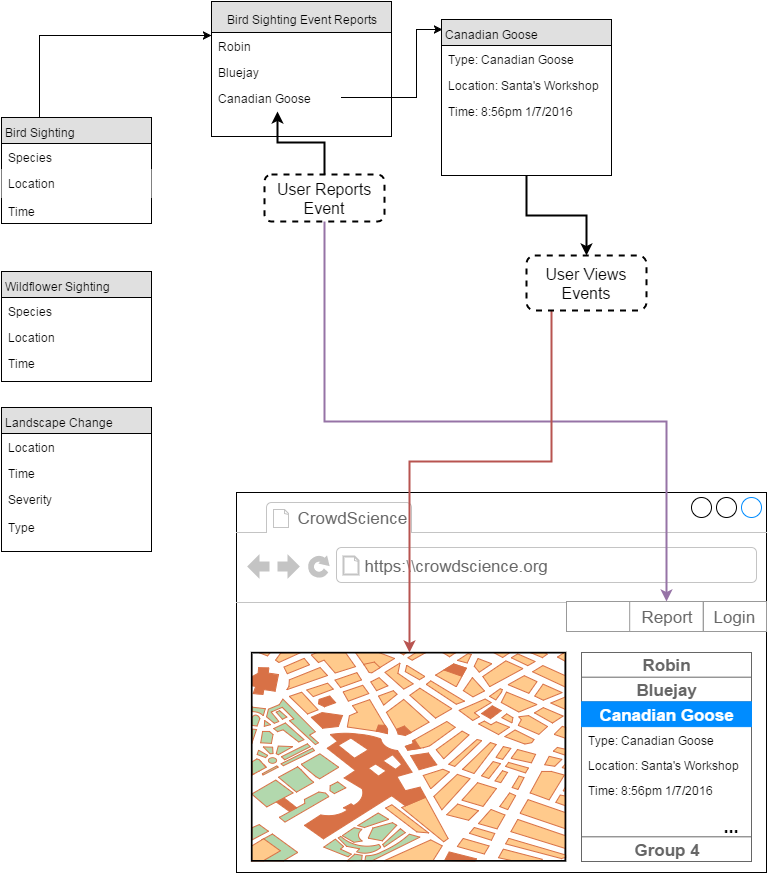 Bird Sighting Event Reports
Robin
Bluejay
Canadian Goose
Canadian Goose
Type: Canadian Goose
Location: Santa's Workshop
Time: 8:56pm 1/7/2016
Bird Sighting
Species
Location
Time
User Reports
Event
User Views
Events
Wildflower Sighting
Species
Location
Time
Landscape Change
Location
Time
Severity
Type
CrowdScience
https:\\crowdscience.org
Report
Login
Robin
Bluejay
Canadian Goose
Type: Canadian Goose
Location: Santa's Workshop
Time: 8:56pm 1/7/2016
...
Group 4